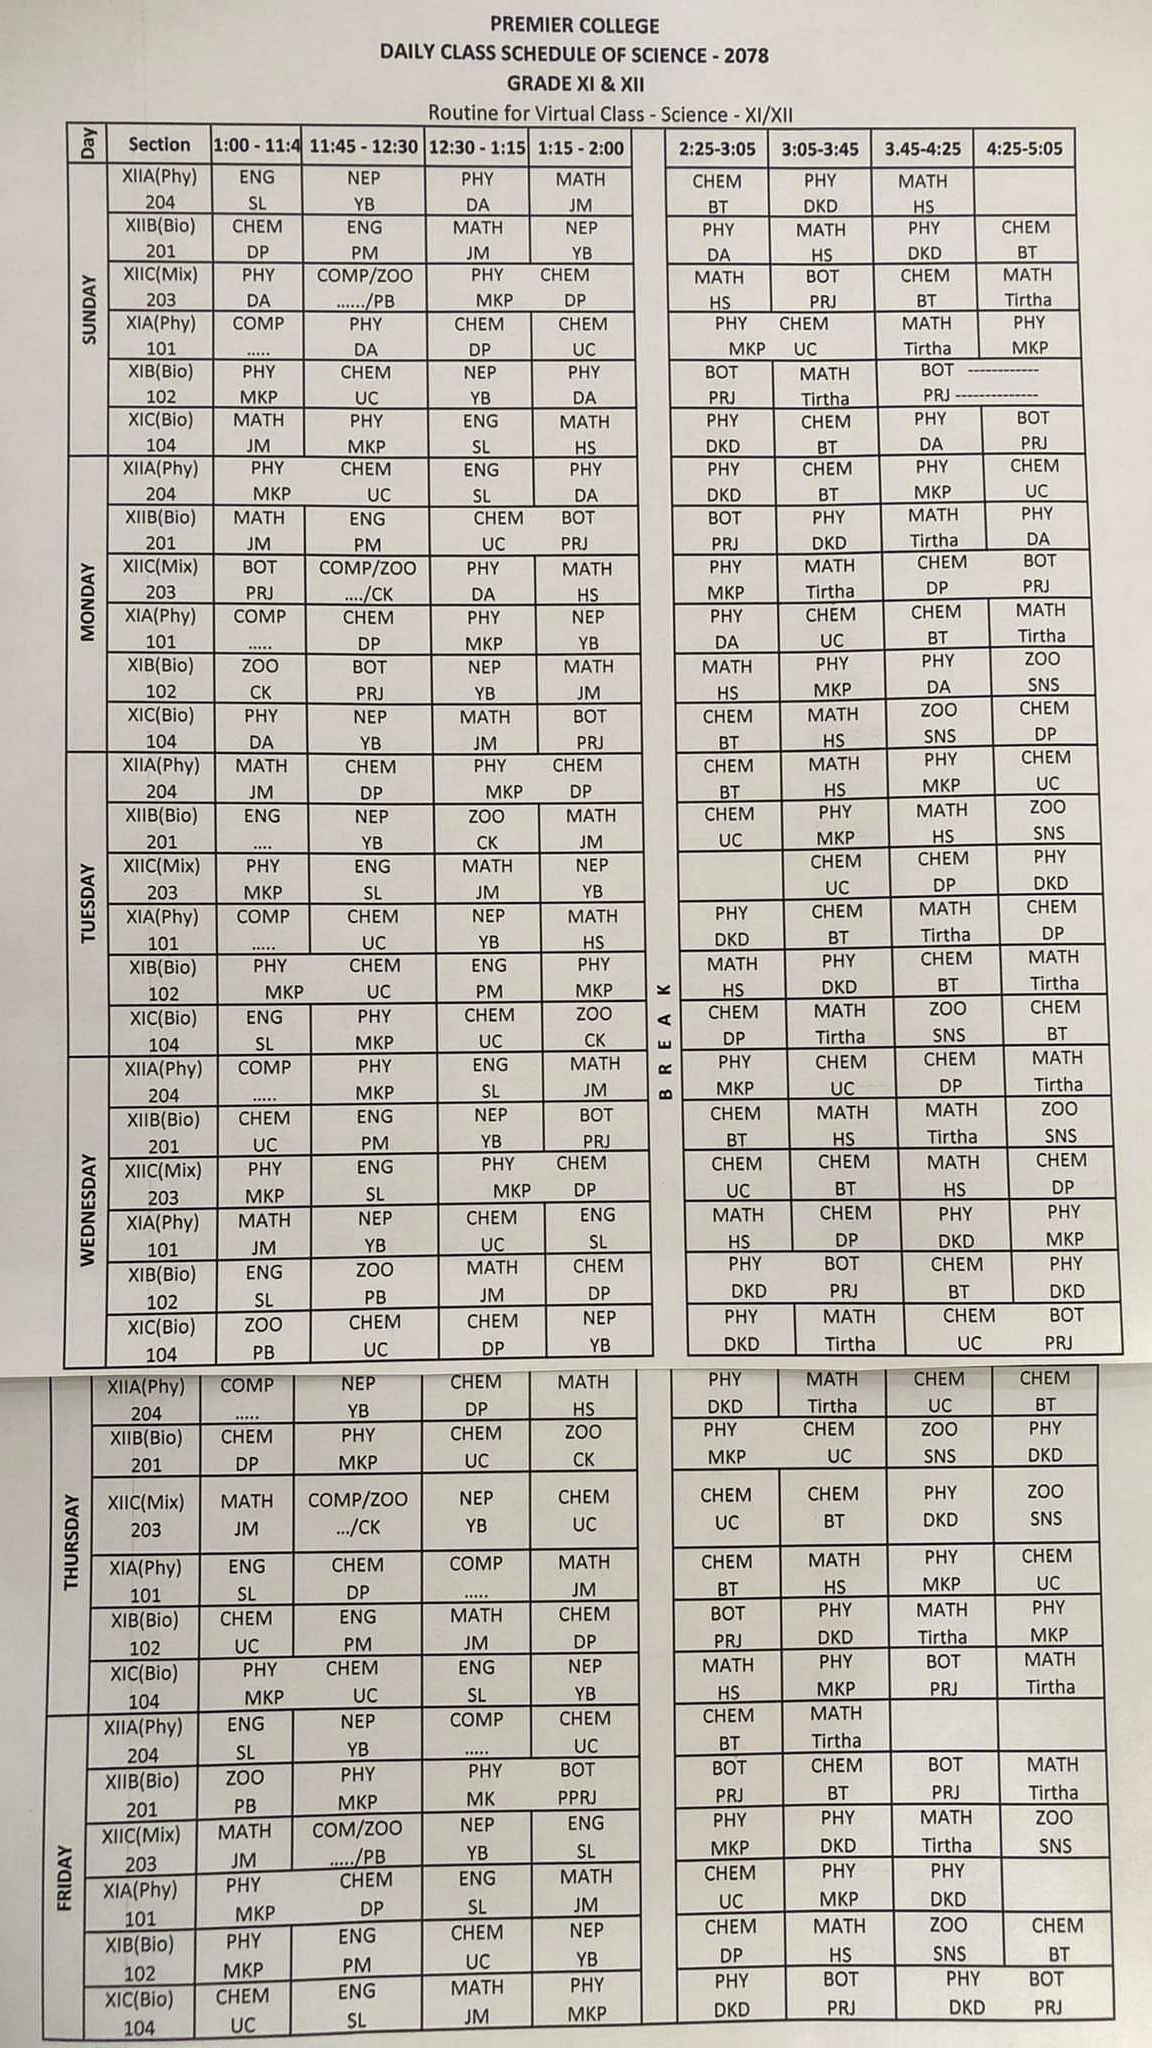 PREMIER COLLEGE
DAILY CLASS SCHEDULE OF SCIENCE - 2078
GRADE XI & XII
Routine for Virtual Class - Science - XI/XII
Day Section 1:00 - 11:4 11:45 - 12:30 12:30 - 1:15 1:15 - 2:00 2:25-3:05 3:05-3:45 3.45-4:25 4:25-5:05
SUNDAY
XIIA(Phy) ENG NEP PHY MATH CHEM PHY MATH
204 SL YB DA JM BT DKD HS
XIIB(Bio) CHEM ENG MATH NEP PHY MATH PHY CHEM
201 DP PM JM YB DA HS DKD BT
XIIC(Mix) PHY COMP/ZOO PHY CHEM MATH BOT CHEM MATH
203 DA ....../PB MKP DP HS PRJ BT Tirtha
XIA(Phy) COMP PHY CHEM CHEM PHY CHEM MATH PHY
101 ..... DA DP UC MKP UC Tirtha MKP
XIB(Bio) PHY CHEM NEP PHY BOT MATH BOT ------------
102 MKP UC YB DA PRJ Tirtha PRJ --------------
XIC(Bio) MATH PHY ENG MATH PHY CHEM PHY BOT
104 JM MKP SL HS DKD BT DA PRJ
MONDAY
XIIA(Phy) PHY CHEM ENG PHY PHY CHEM PHY CHEM
204 MKP UC SL DA DKD BT MKP UC
XIIB(Bio) MATH ENG CHEM BOT BOT PHY MATH PHY
201 JM PM UC PRJ PRJ DKD Tirtha DA
XIIC(Mix) BOT COMP/ZOO PHY MATH PHY MATH CHEM BOT
203 PRJ ..../CK DA HS MKP Tirtha DP PRJ
XIA(Phy) COMP CHEM PHY NEP PHY CHEM CHEM MATH
101 ..... DP MKP YB DA UC BT Tirtha
XIB(Bio) ZOO BOT NEP MATH MATH PHY PHY ZOO
102 CK PRJ YB JM HS MKP DA SNS
XIC(Bio) PHY NEP MATH BOT CHEM MATH ZOO CHEM
104 DA YB JM PRJ BT HS SNS DP
TUESDAY
XIIA(Phy) MATH CHEM PHY CHEM CHEM MATH PHY CHEM
204 JM DP MKP DP BT HS MKP UC
XIIB(Bio) ENG NEP ZOO MATH CHEM PHY MATH ZOO
201 .... YB CK JM UC MKP HS SNS
XIIC(Mix) PHY ENG MATH NEP CHEM CHEM PHY
203 MKP SL JM YB UC DP DKD
XIA(Phy) COMP CHEM NEP MATH PHY CHEM MATH CHEM
101 ..... UC YB HS DKD BT Tirtha DP
XIB(Bio) PHY CHEM ENG PHY MATH PHY CHEM MATH
102 MKP UC PM MKP HS DKD BT Tirtha
XIC(Bio) ENG PHY CHEM ZOO CHEM MATH ZOO CHEM
104 SL MKP UC CK DP Tirtha SNS BT
BREAK
WEDNESDAY
XIIA(Phy) COMP PHY ENG MATH PHY CHEM CHEM MATH
204 ..... MKP SL JM MKP UC DP Tirtha
XIIB(Bio) CHEM ENG NEP BOT CHEM MATH MATH ZOO
201 UC PM YB PRJ BT HS Tirtha SNS
XIIC(Mix) PHY ENG PHY CHEM CHEM CHEM MATH CHEM
203 MKP SL MKP DP UC BT HS DP
XIA(Phy) MATH NEP CHEM ENG MATH CHEM PHY PHY
101 JM YB UC SL HS DP DKD MKP
XIB(Bio) ENG ZOO MATH CHEM PHY BOT CHEM PHY
102 SL PB JM DP DKD PRJ BT DKD
XIC(Bio) ZOO CHEM CHEM NEP PHY MATH CHEM BOT
104 PB UC DP YB DKD Tirtha UC PRJ
THURSDAY
XIIA(Phy) COMP NEP CHEM MATH PHY MATH CHEM CHEM
204 ..... YB DP HS DKD Tirtha UC BT
XIIB(Bio) CHEM PHY CHEM ZOO PHY CHEM ZOO PHY
201 DP MKP UC CK MKP UC SNS DKD
XIIC(Mix) MATH COMP/ZOO NEP CHEM CHEM CHEM PHY ZOO
203 JM .../CK YB UC UC BT DKD SNS
XIA(Phy) ENG CHEM COMP MATH CHEM MATH PHY CHEM
101 SL DP ..... JM BT HS MKP UC
XIB(Bio) CHEM ENG MATH CHEM BOT PHY MATH PHY
102 UC PM JM DP PRJ DKD Tirtha MKP
XIC(Bio) PHY CHEM ENG NEP MATH PHY BOT MATH
104 MKP UC SL YB HS MKP PRJ Tirtha
FRIDAY
XIIA(Phy) ENG NEP COMP CHEM CHEM MATH
204 SL YB ..... UC BT Tirtha
XIIB(Bio) ZOO PHY PHY BOT BOT CHEM BOT MATH
201 PB MKP MK PPRJ PRJ BT PRJ Tirtha
XIIC(Mix) MATH COM/ZOO NEP ENG PHY PHY MATH ZOO
203 JM ...../PB YB SL MKP DKD Tirtha SNS
XIA(Phy) PHY CHEM ENG MATH CHEM PHY PHY
101 MKP DP SL JM UC MKP DKD
XIB(Bio) PHY ENG CHEM NEP CHEM MATH ZOO CHEM
102 MKP PM UC YB DP HS SNS BT
XIC(Bio) CHEM ENG MATH PHY PHY BOT PHY BOT
104 UC SL JM MKP DKD PRJ DKD PRJ